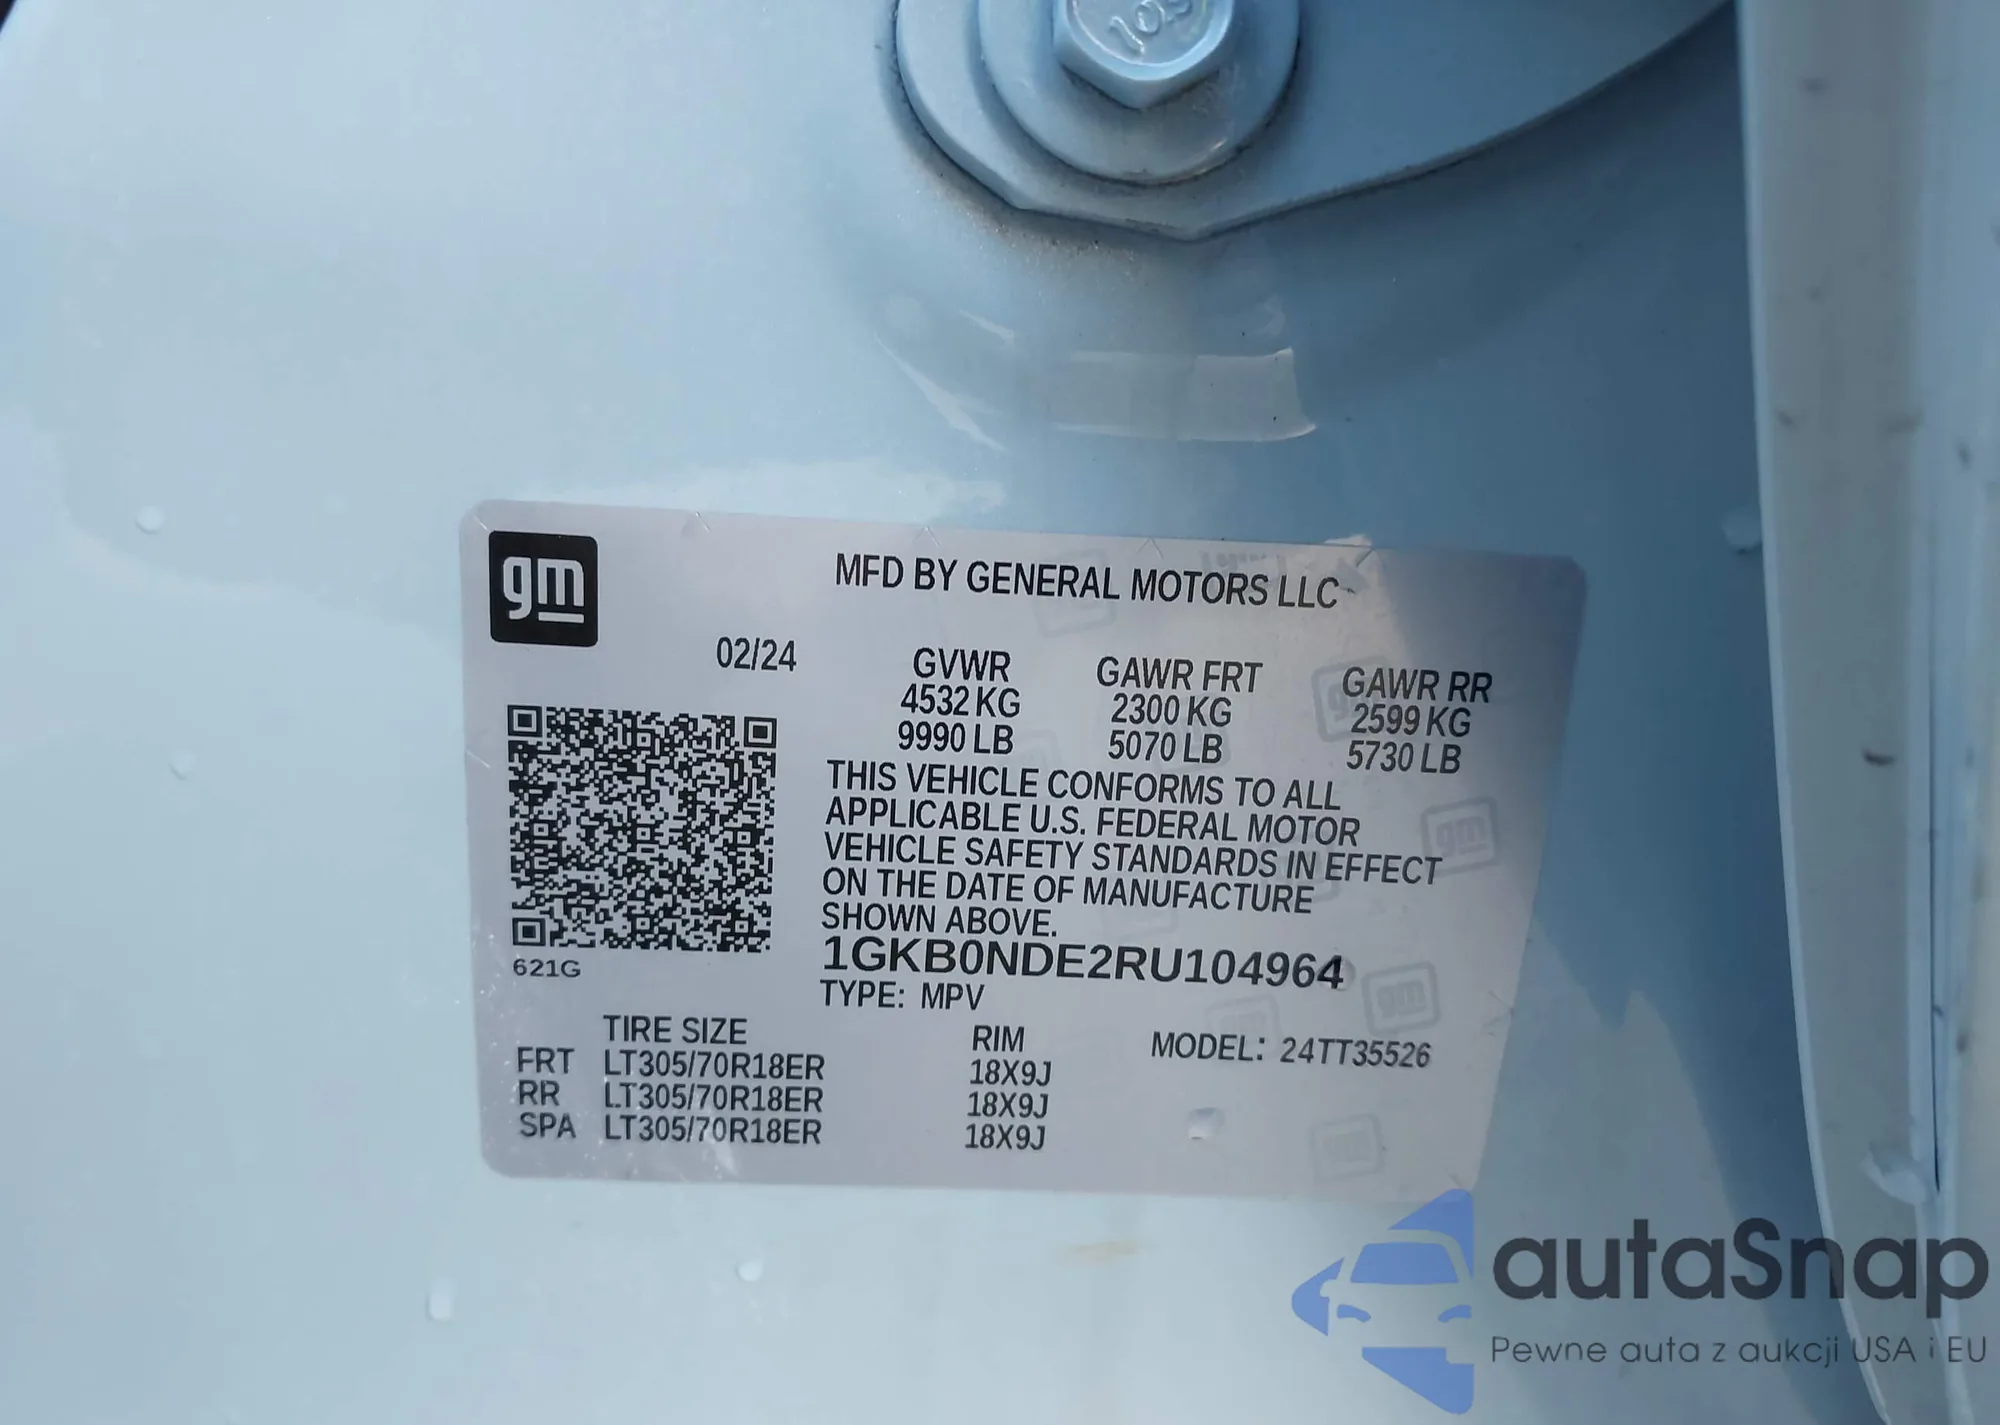 gm
MFD BY GENERAL MOTORS LLC
02/24
GVWR GAWR FRT GAWR RR
4532 KG 2300 KG 2599 KG
9990 LB 5070 LB 5730 LB
THIS VEHICLE CONFORMS TO ALL
APPLICABLE U.S. FEDERAL MOTOR
VEHICLE SAFETY STANDARDS IN EFFECT
ON THE DATE OF MANUFACTURE
SHOWN ABOVE.
1GKB0NDE2RU104964
621G
TYPE: MPV
TIRE SIZE RIM MODEL: 24TT35526
FRT LT305/70R18ER 18X9J
RR LT305/70R18ER 18X9J
SPA LT305/70R18ER 18X9J
autaSnap
Pewne auta z aukcji USA i EU